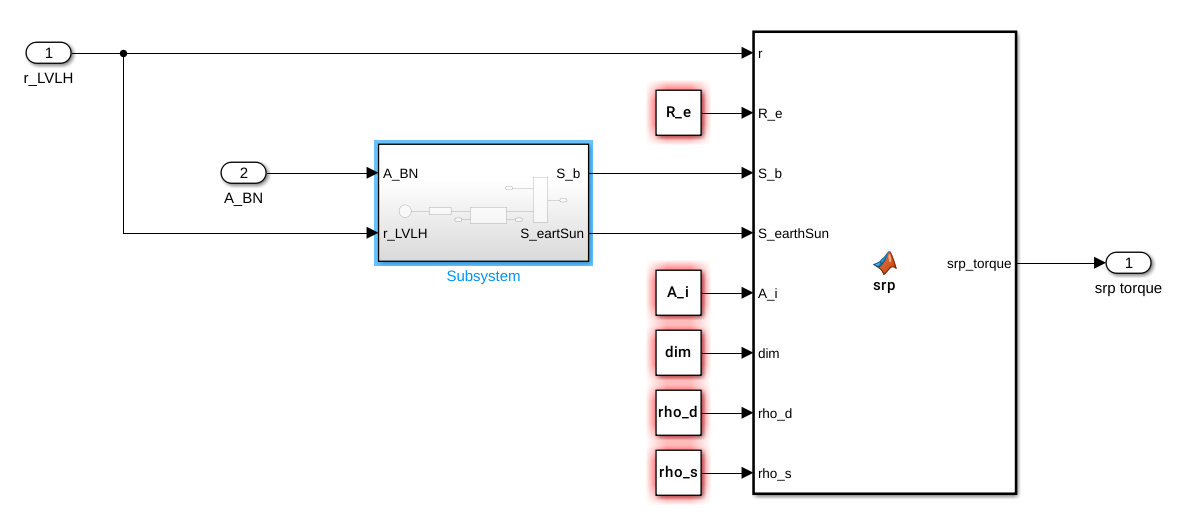 1
r_LVLH
r
R_e
R_e
2
A_BN
A_BN
S_b
S_b
r_LVLH
S_eartSun
S_earthSun
Subsystem
A_i
A_i
dim
dim
rho_d
rho_d
rho_s
rho_s
srp
srp_torque
1
srp torque